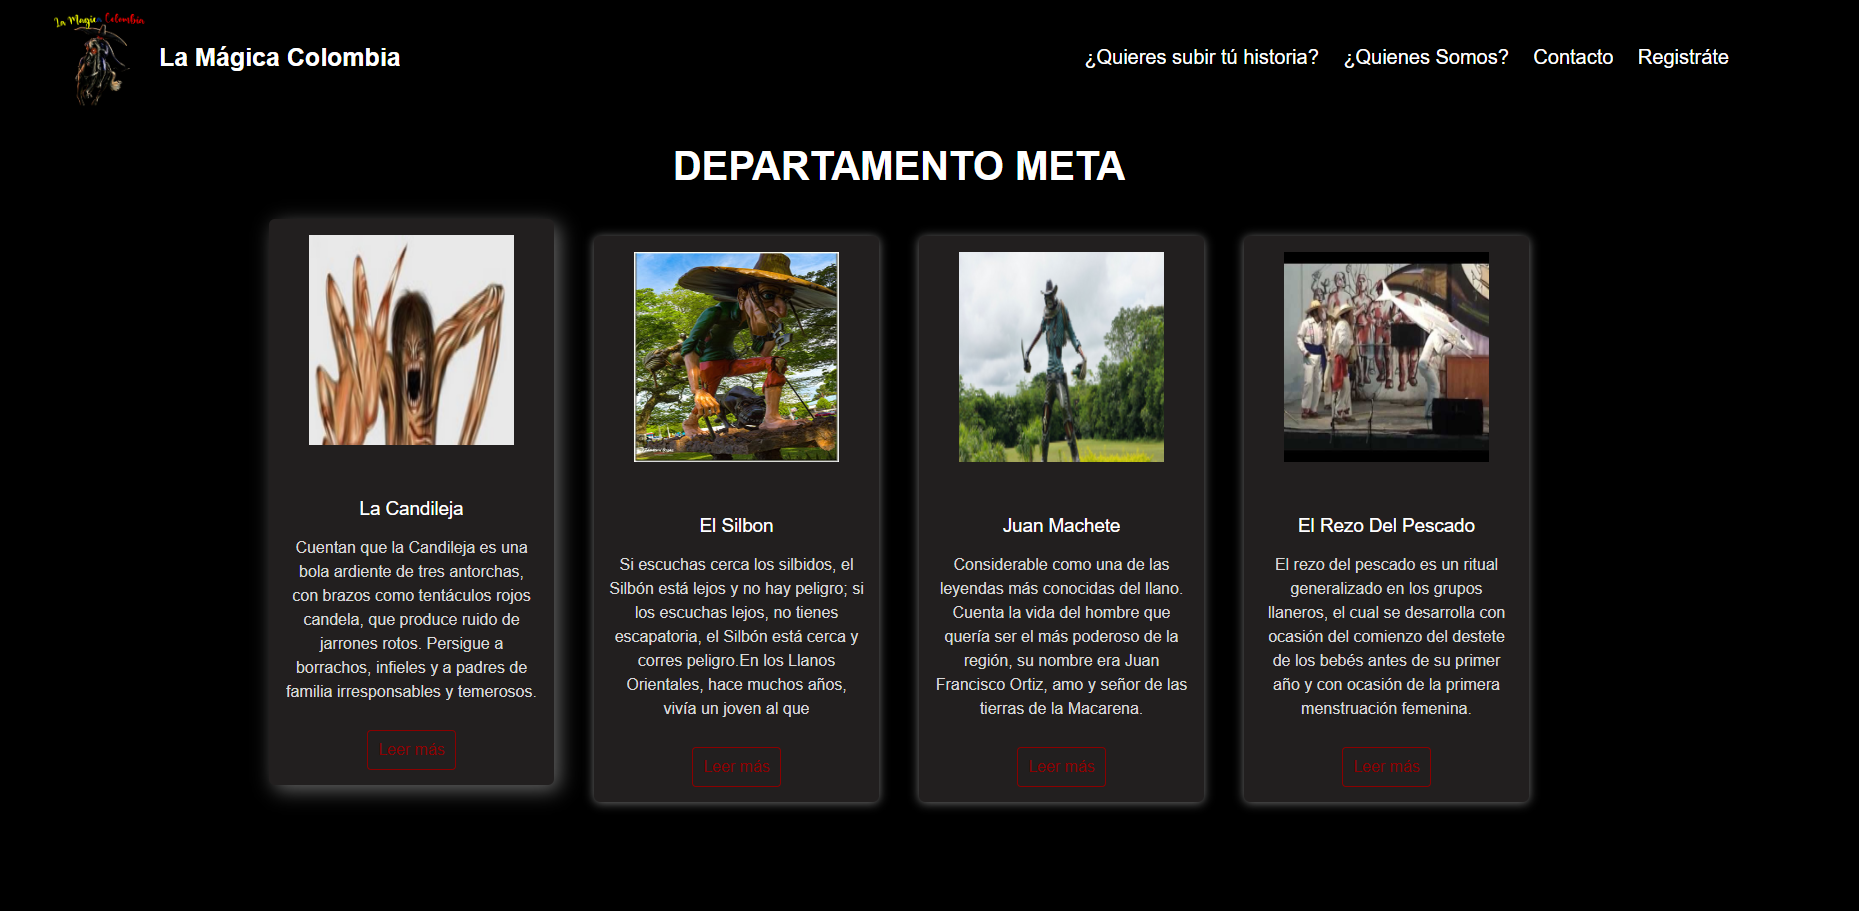 La Magica Colombia
La Mágica Colombia
¿Quieres subir tú historia?
¿Quienes Somos?
Contacto
Registráte
DEPARTAMENTO META
La Candileja
Cuentan que la Candileja es una
bola ardiente de tres antorchas,
con brazos como tentáculos rojos
candela, que produce ruido de
jarrones rotos. Persigue a
borrachos, infieles y a padres de
familia irresponsables y temerosos.
Leer más
El Silbon
Si escuchas cerca los silbidos, el
Silbón está lejos y no hay peligro; si
los escuchas lejos, no tienes
escapatoria, el Silbón está cerca y
corres peligro.En los Llanos
Orientales, hace muchos años,
vivía un joven al que
Leer más
Juan Machete
Considerable como una de las
leyendas más conocidas del llano.
Cuenta la vida del hombre que
quería ser el más poderoso de la
región, su nombre era Juan
Francisco Ortiz, amo y señor de las
tierras de la Macarena.
Leer más
El Rezo Del Pescado
El rezo del pescado es un ritual
generalizado en los grupos
llaneros, el cual se desarrolla con
ocasión del comienzo del destete
de los bebés antes de su primer
año y con ocasión de la primera
menstruación femenina.
Leer más